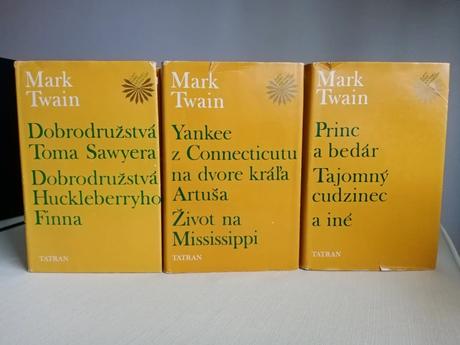 Mark
Twain
Dobrodružstvá
Toma Sawyera
Dobrodružstvá
Huckleberryho
Finna
TATRAN
Mark
Twain
Yankee
z Connecticutu
na dvore kráľa
Artuša
Život na
Mississippi
TATRAN
Mark
Twain
Princ
a bedár
Tajomný
cudzinec
a iné
TATRAN